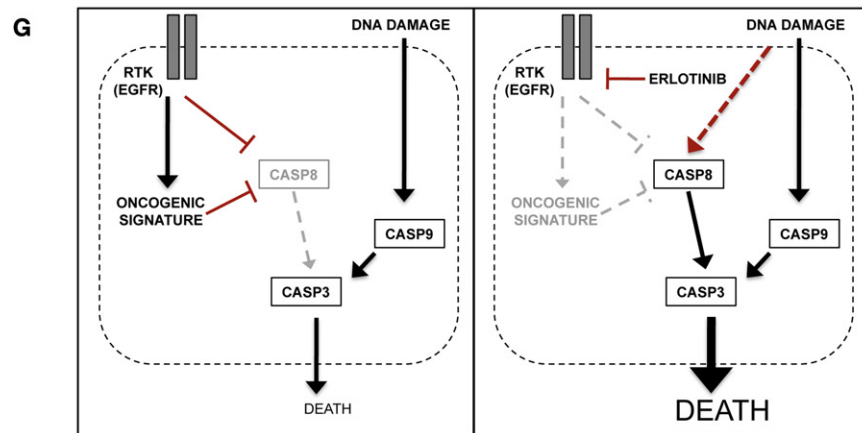 G
DNA DAMAGE
RTK
(EGFR)
CASP8
ONCOGENIC
SIGNATURE
CASP9
CASP3
DEATH
DNA DAMAGE
RTK
(EGFR)
ERLOTINIB
CASP8
ONCOGENIC
SIGNATURE
CASP9
CASP3
DEATH